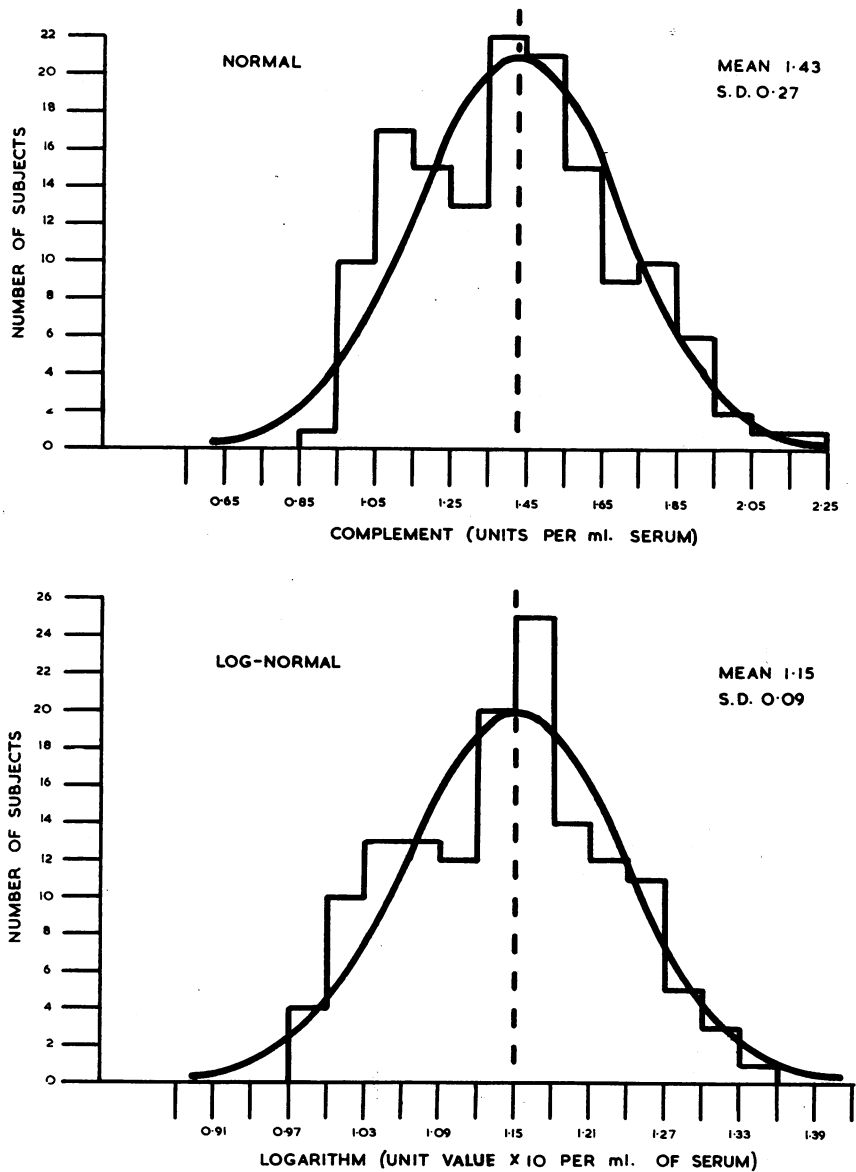 22
NORMAL
MEAN 1·43
20
S.D. 0·27
18
16
14
12
10
8
6
4
2
0
NUMBER OF SUBJECTS
0·65 0·85 1·05 1·25 1·45 1·65 1·85 2·05 2·25
COMPLEMENT (UNITS PER ml. SERUM)
26
24
22
LOG-NORMAL
MEAN 1·15
S.D. 0·09
20
18
16
14
12
10
8
6
4
2
0
NUMBER OF SUBJECTS
0·91 0·97 1·03 1·09 1·15 1·21 1·27 1·33 1·39
LOGARITHM (UNIT VALUE X 10 PER ml. OF SERUM)